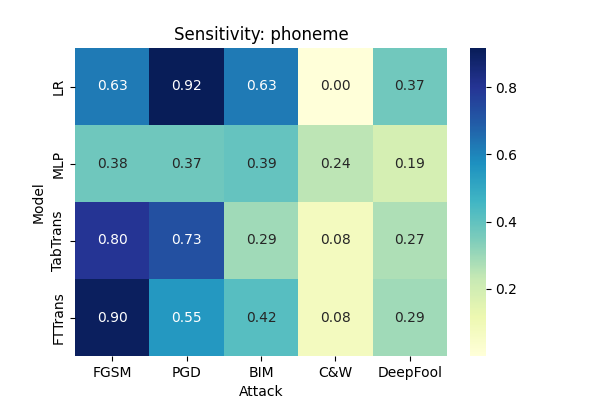 Sensitivity: phoneme
Model
LR 0.63 0.92 0.63 0.00 0.37
MLP 0.38 0.37 0.39 0.24 0.19
TabTrans 0.80 0.73 0.29 0.08 0.27
FTTrans 0.90 0.55 0.42 0.08 0.29
FGSM PGD BIM C&W DeepFool
Attack
0.8
0.6
0.4
0.2